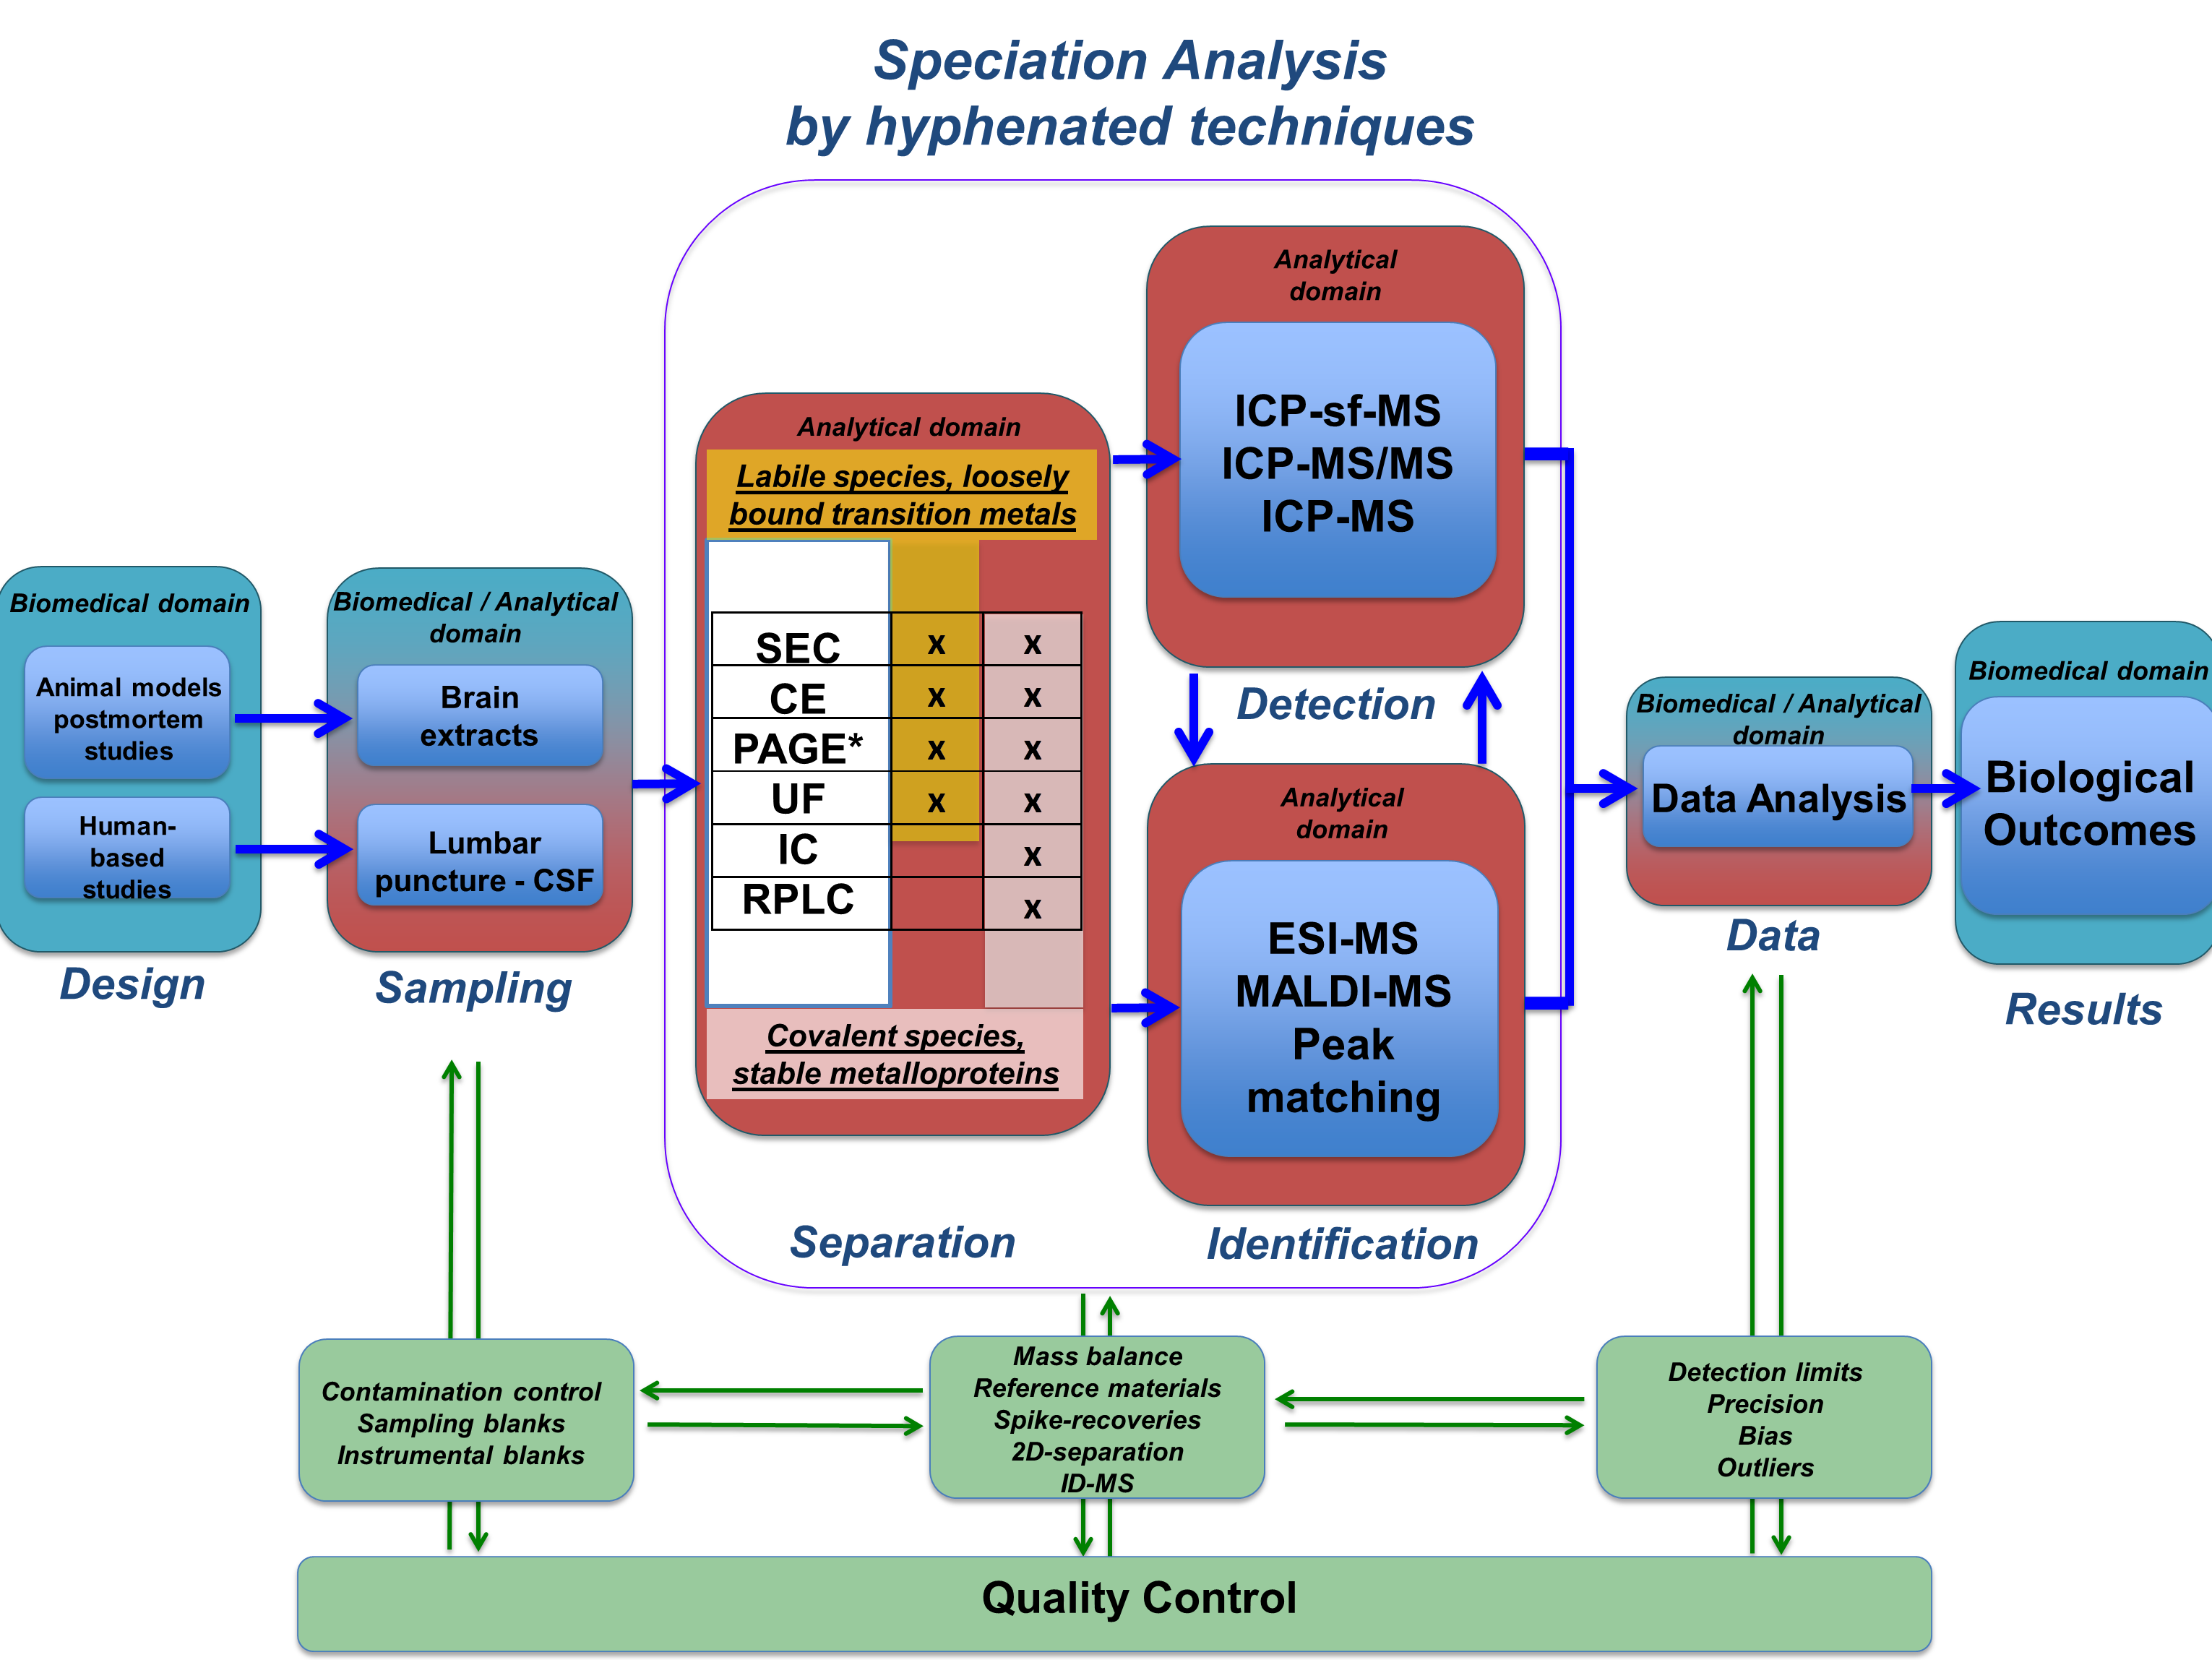 Speciation Analysis
by hyphenated techniques
Biomedical domain
Animal models
postmortem
studies
Human-
based
studies
Design
Biomedical / Analytical
domain
Brain
extracts
Lumbar
puncture - CSF
Sampling
Analytical domain
Labile species, loosely
bound transition metals
SEC x x
CE x x
PAGE* x x
UF x x
IC x
RPLC x
Covalent species,
stable metalloproteins
Separation
Analytical
domain
ICP-sf-MS
ICP-MS/MS
ICP-MS
Detection
Analytical
domain
ESI-MS
MALDI-MS
Peak
matching
Identification
Biomedical / Analytical
domain
Data Analysis
Data
Biomedical domain
Biological
Outcomes
Results
Contamination control
Sampling blanks
Instrumental blanks
Mass balance
Reference materials
Spike-recoveries
2D-separation
ID-MS
Detection limits
Precision
Bias
Outliers
Quality Control